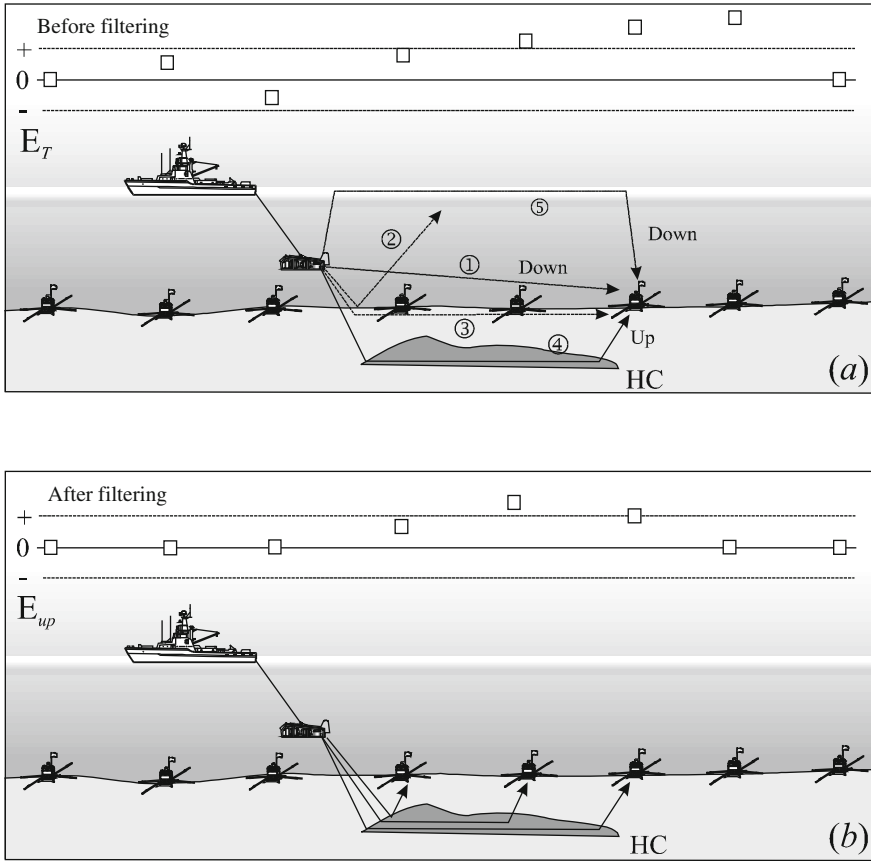 Before filtering
+
0
-
E_T
②
⑤
①
Down
Down
③
④
Up
HC
(a)
After filtering
+
0
-
E_up
HC
(b)